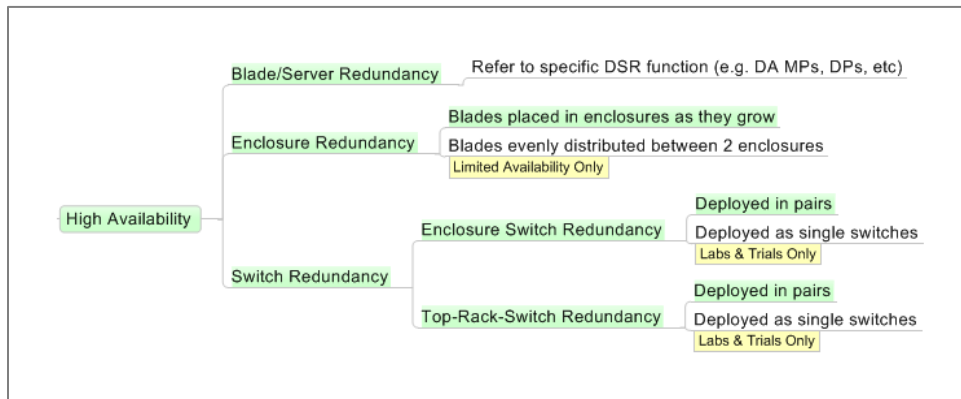 Blade/Server Redundancy
Refer to specific DSR function (e.g. DA MPs, DPs, etc)
Blades placed in enclosures as they grow
Enclosure Redundancy
Blades evenly distributed between 2 enclosures
Limited Availability Only
High Availability
Deployed in pairs
Enclosure Switch Redundancy
Deployed as single switches
Labs & Trials Only
Switch Redundancy
Deployed in pairs
Top-Rack-Switch Redundancy
Deployed as single switches
Labs & Trials Only